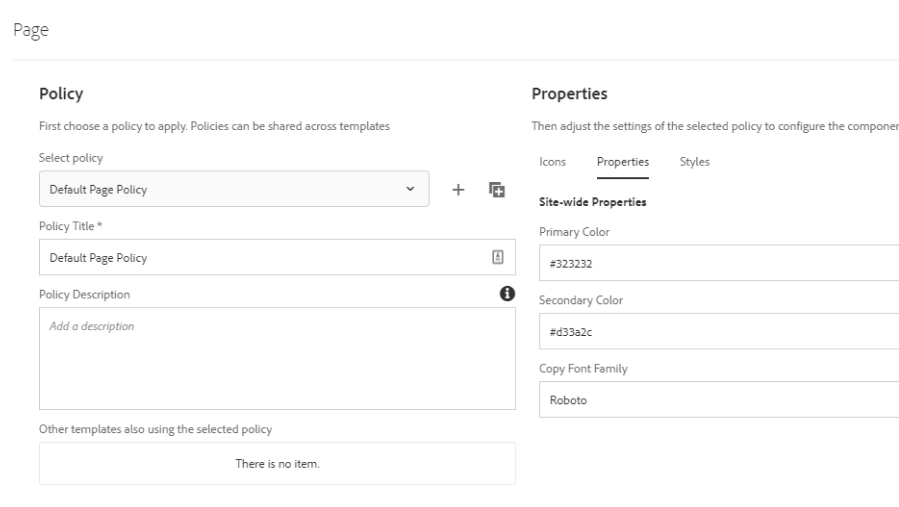 Page
Policy
First choose a policy to apply. Policies can be shared across templates
Select policy
Default Page Policy
Policy Title *
Default Page Policy
Policy Description
Add a description
Other templates also using the selected policy
There is no item.
Properties
Then adjust the settings of the selected policy to configure the componen
Icons Properties Styles
Site-wide Properties
Primary Color
#323232
Secondary Color
#d33a2c
Copy Font Family
Roboto